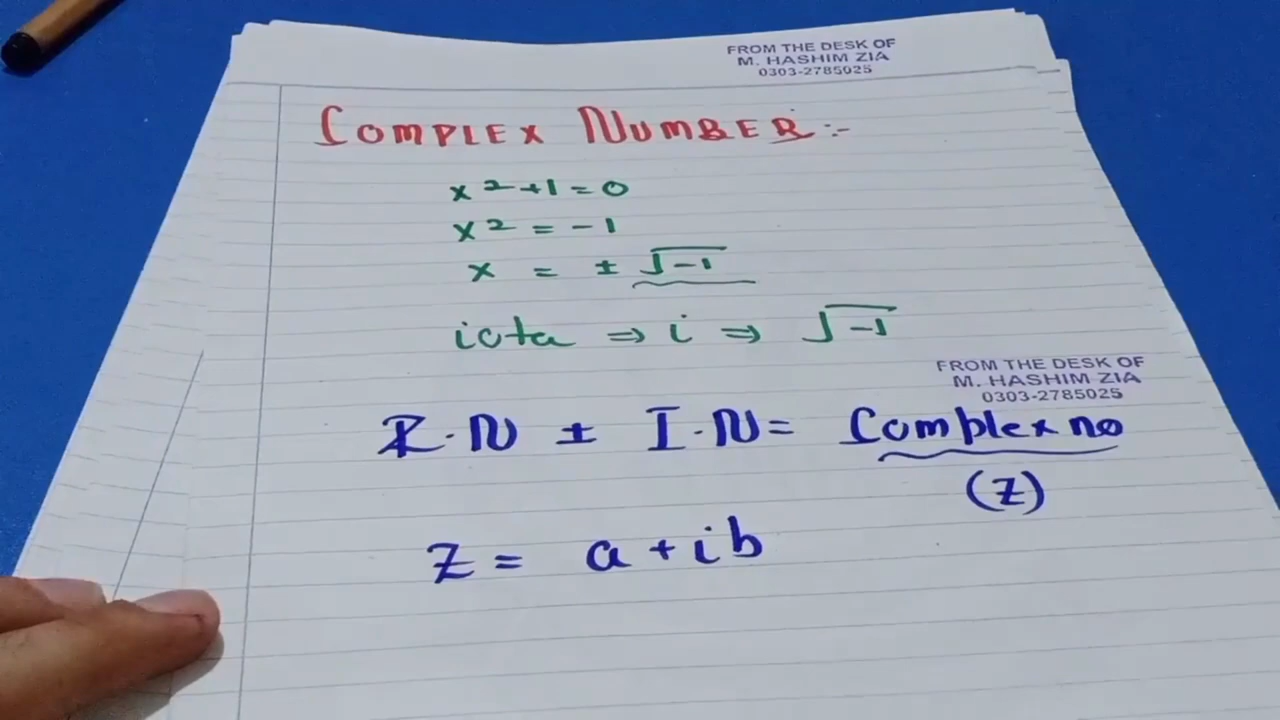 FROM THE DESK OF
M. HASHIM ZIA
0303-2785025
COMPLEX NUMBER:-
x²+1=0
x² = -1
x = ± √-1
iota ⇒ i ⇒ √-1
FROM THE DESK OF
M. HASHIM ZIA
0303-2785025
R.N ± I.N = Complex no
(Z)
Z = a + ib